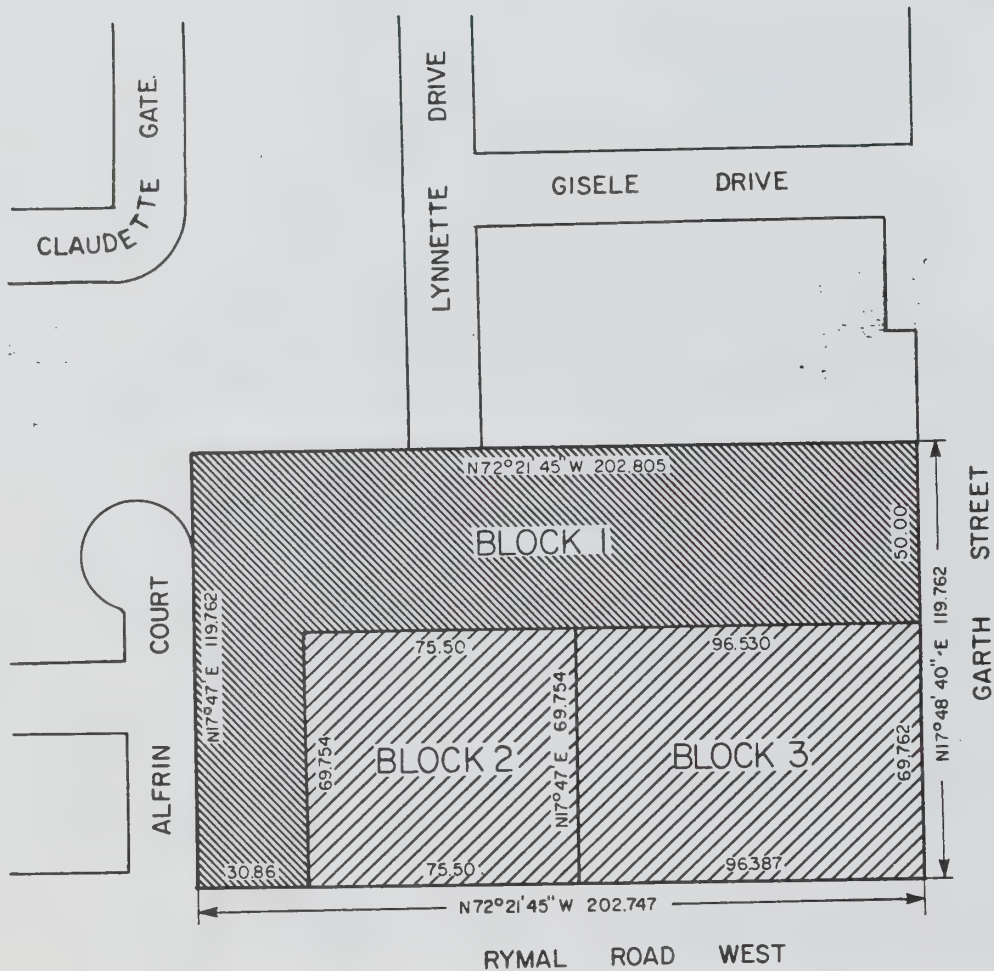 CLAUDETTE GATE.
LYNNETTE DRIVE
GISELE DRIVE
N72°21'45"W 202.805
BLOCK 1
50.00
GARTH STREET
N17°48'40"E 119.762
ALFRIN COURT
N17°47 E 119.762
75.50
96.530
69.754
BLOCK 2
N17°47 E 69.754
BLOCK 3
69.762
30.86
75.50
96.387
N72°21'45"W 202.747
RYMAL ROAD WEST